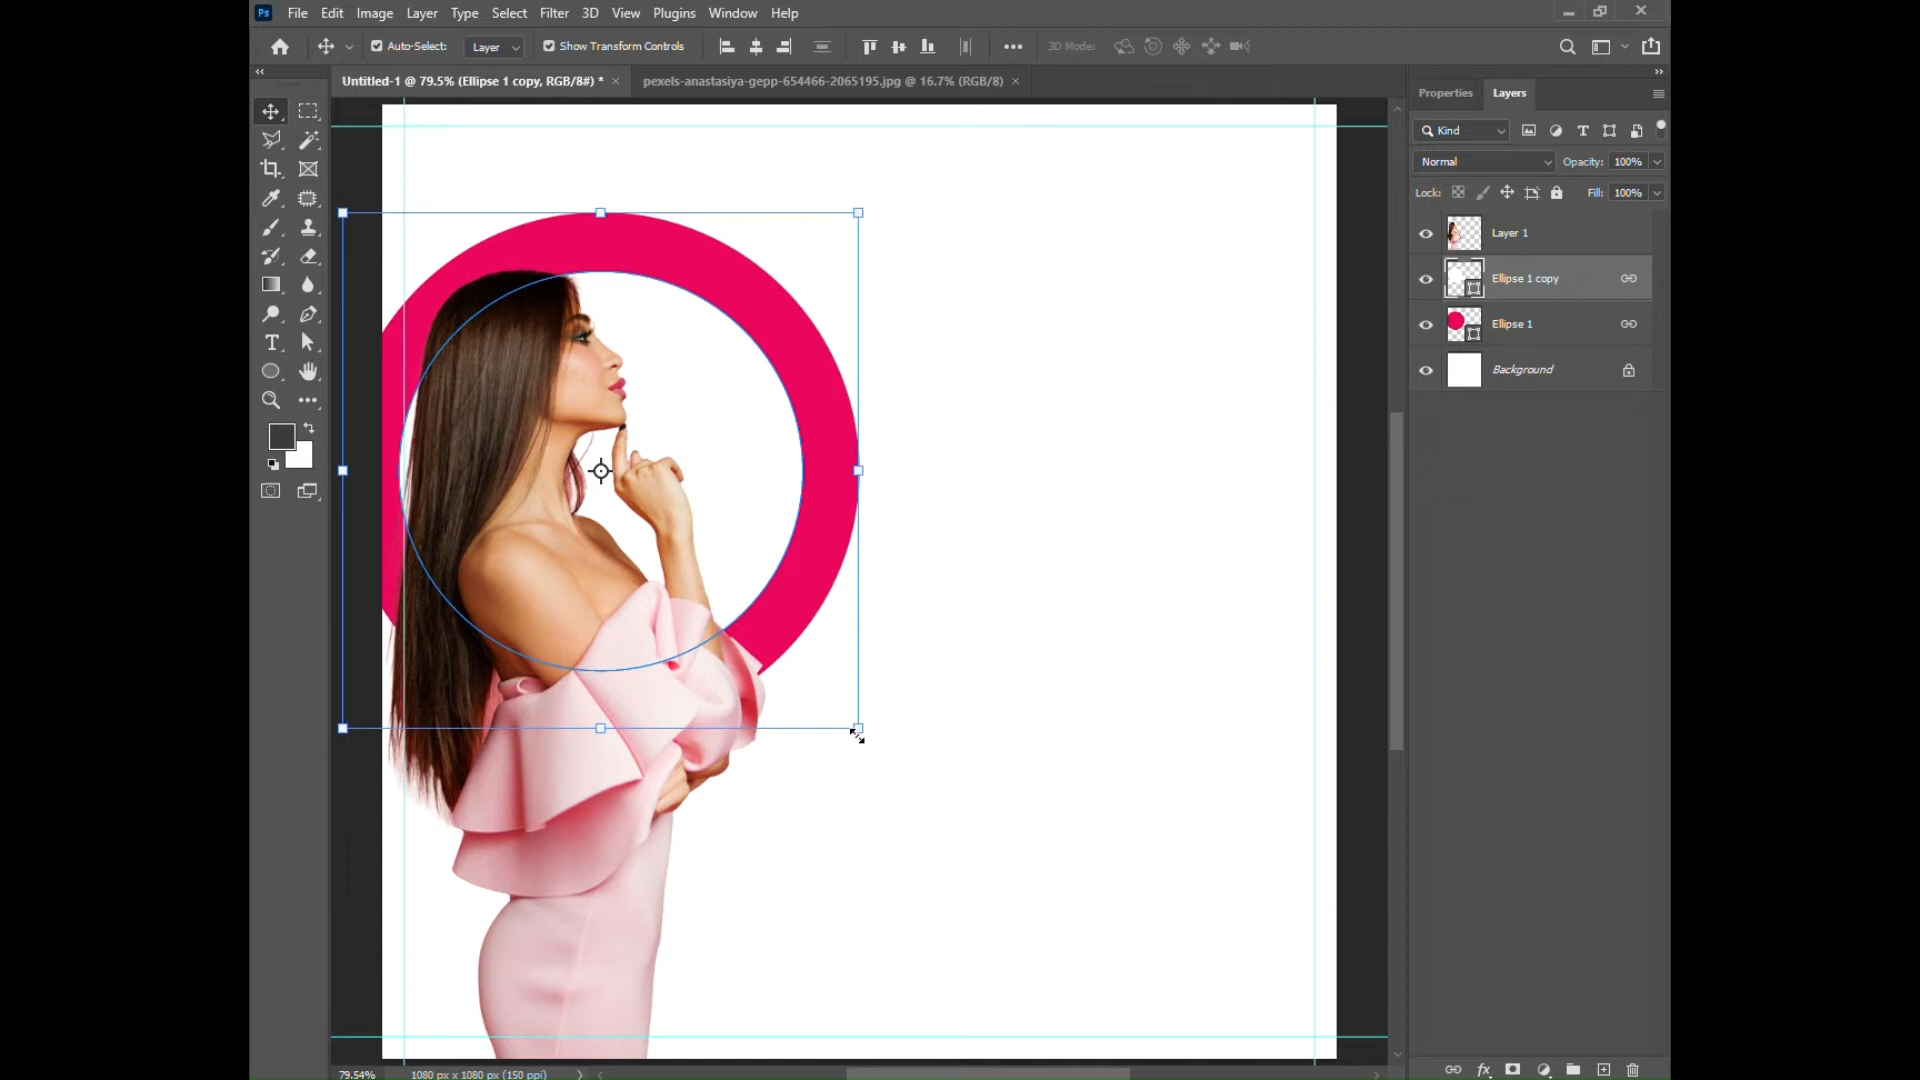 Ps File Edit Image Layer Type Select Filter 3D View Plugins Window Help
Auto-Select: Layer Show Transform Controls 3D Mode:
Untitled-1 @ 79.5% (Ellipse 1 copy, RGB/8#) * × pexels-anastasiya-gepp-654466-2065195.jpg @ 16.7% (RGB/8) ×
Properties Layers
Kind
Normal Opacity: 100%
Lock: Fill: 100%
Layer 1
Ellipse 1 copy
Ellipse 1
Background
79.54% 1080 px x 1080 px (150 ppi)